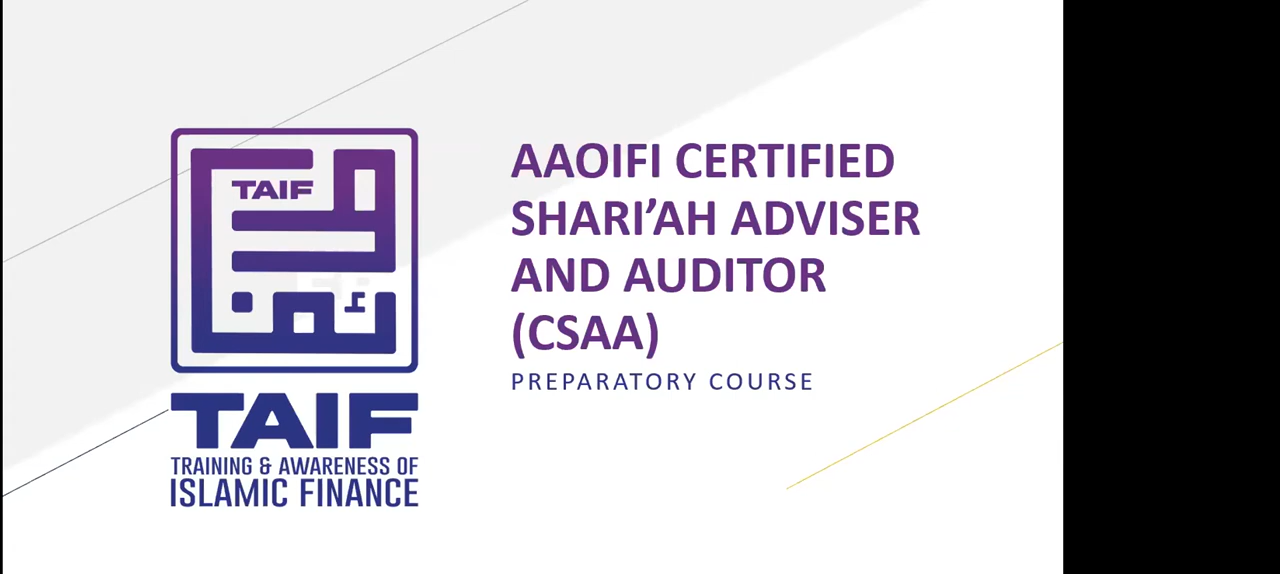 TAIF
TAIF
TRAINING & AWARENESS OF
ISLAMIC FINANCE
AAOIFI CERTIFIED
SHARI’AH ADVISER
AND AUDITOR
(CSAA)
PREPARATORY COURSE